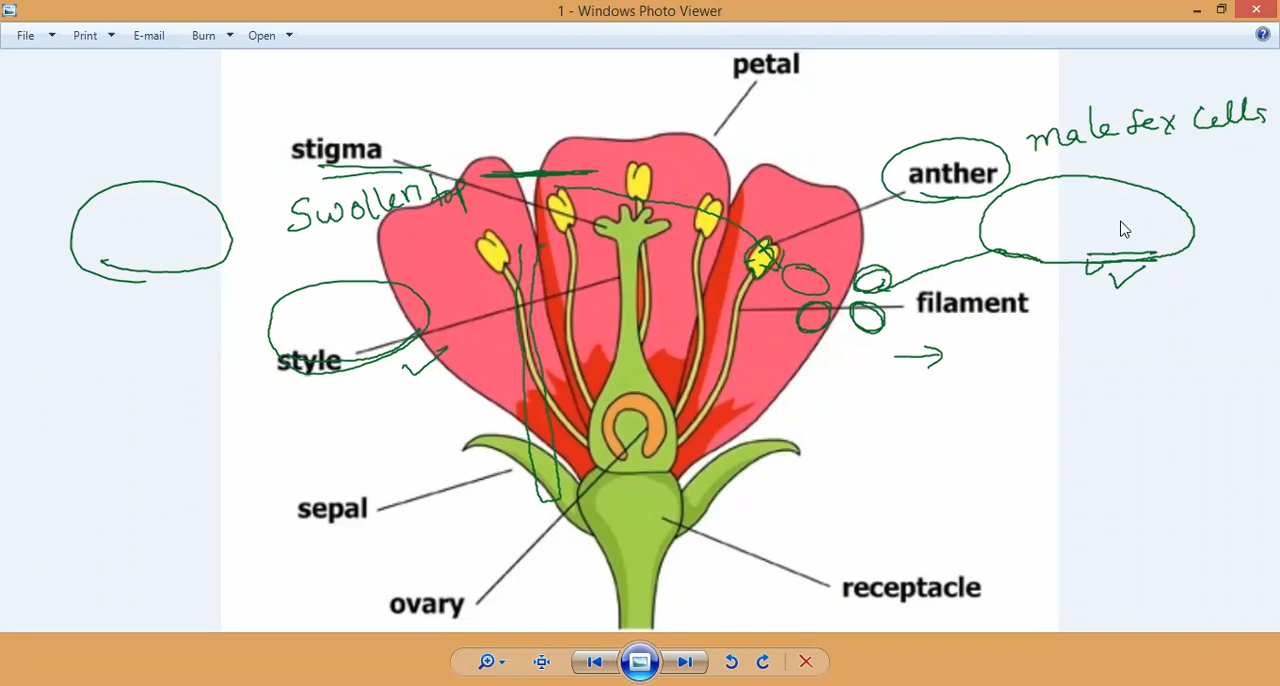 1 - Windows Photo Viewer
File Print E-mail Burn Open
petal
male sex cells
stigma
anther
Swollen top
filament
style
sepal
receptacle
ovary